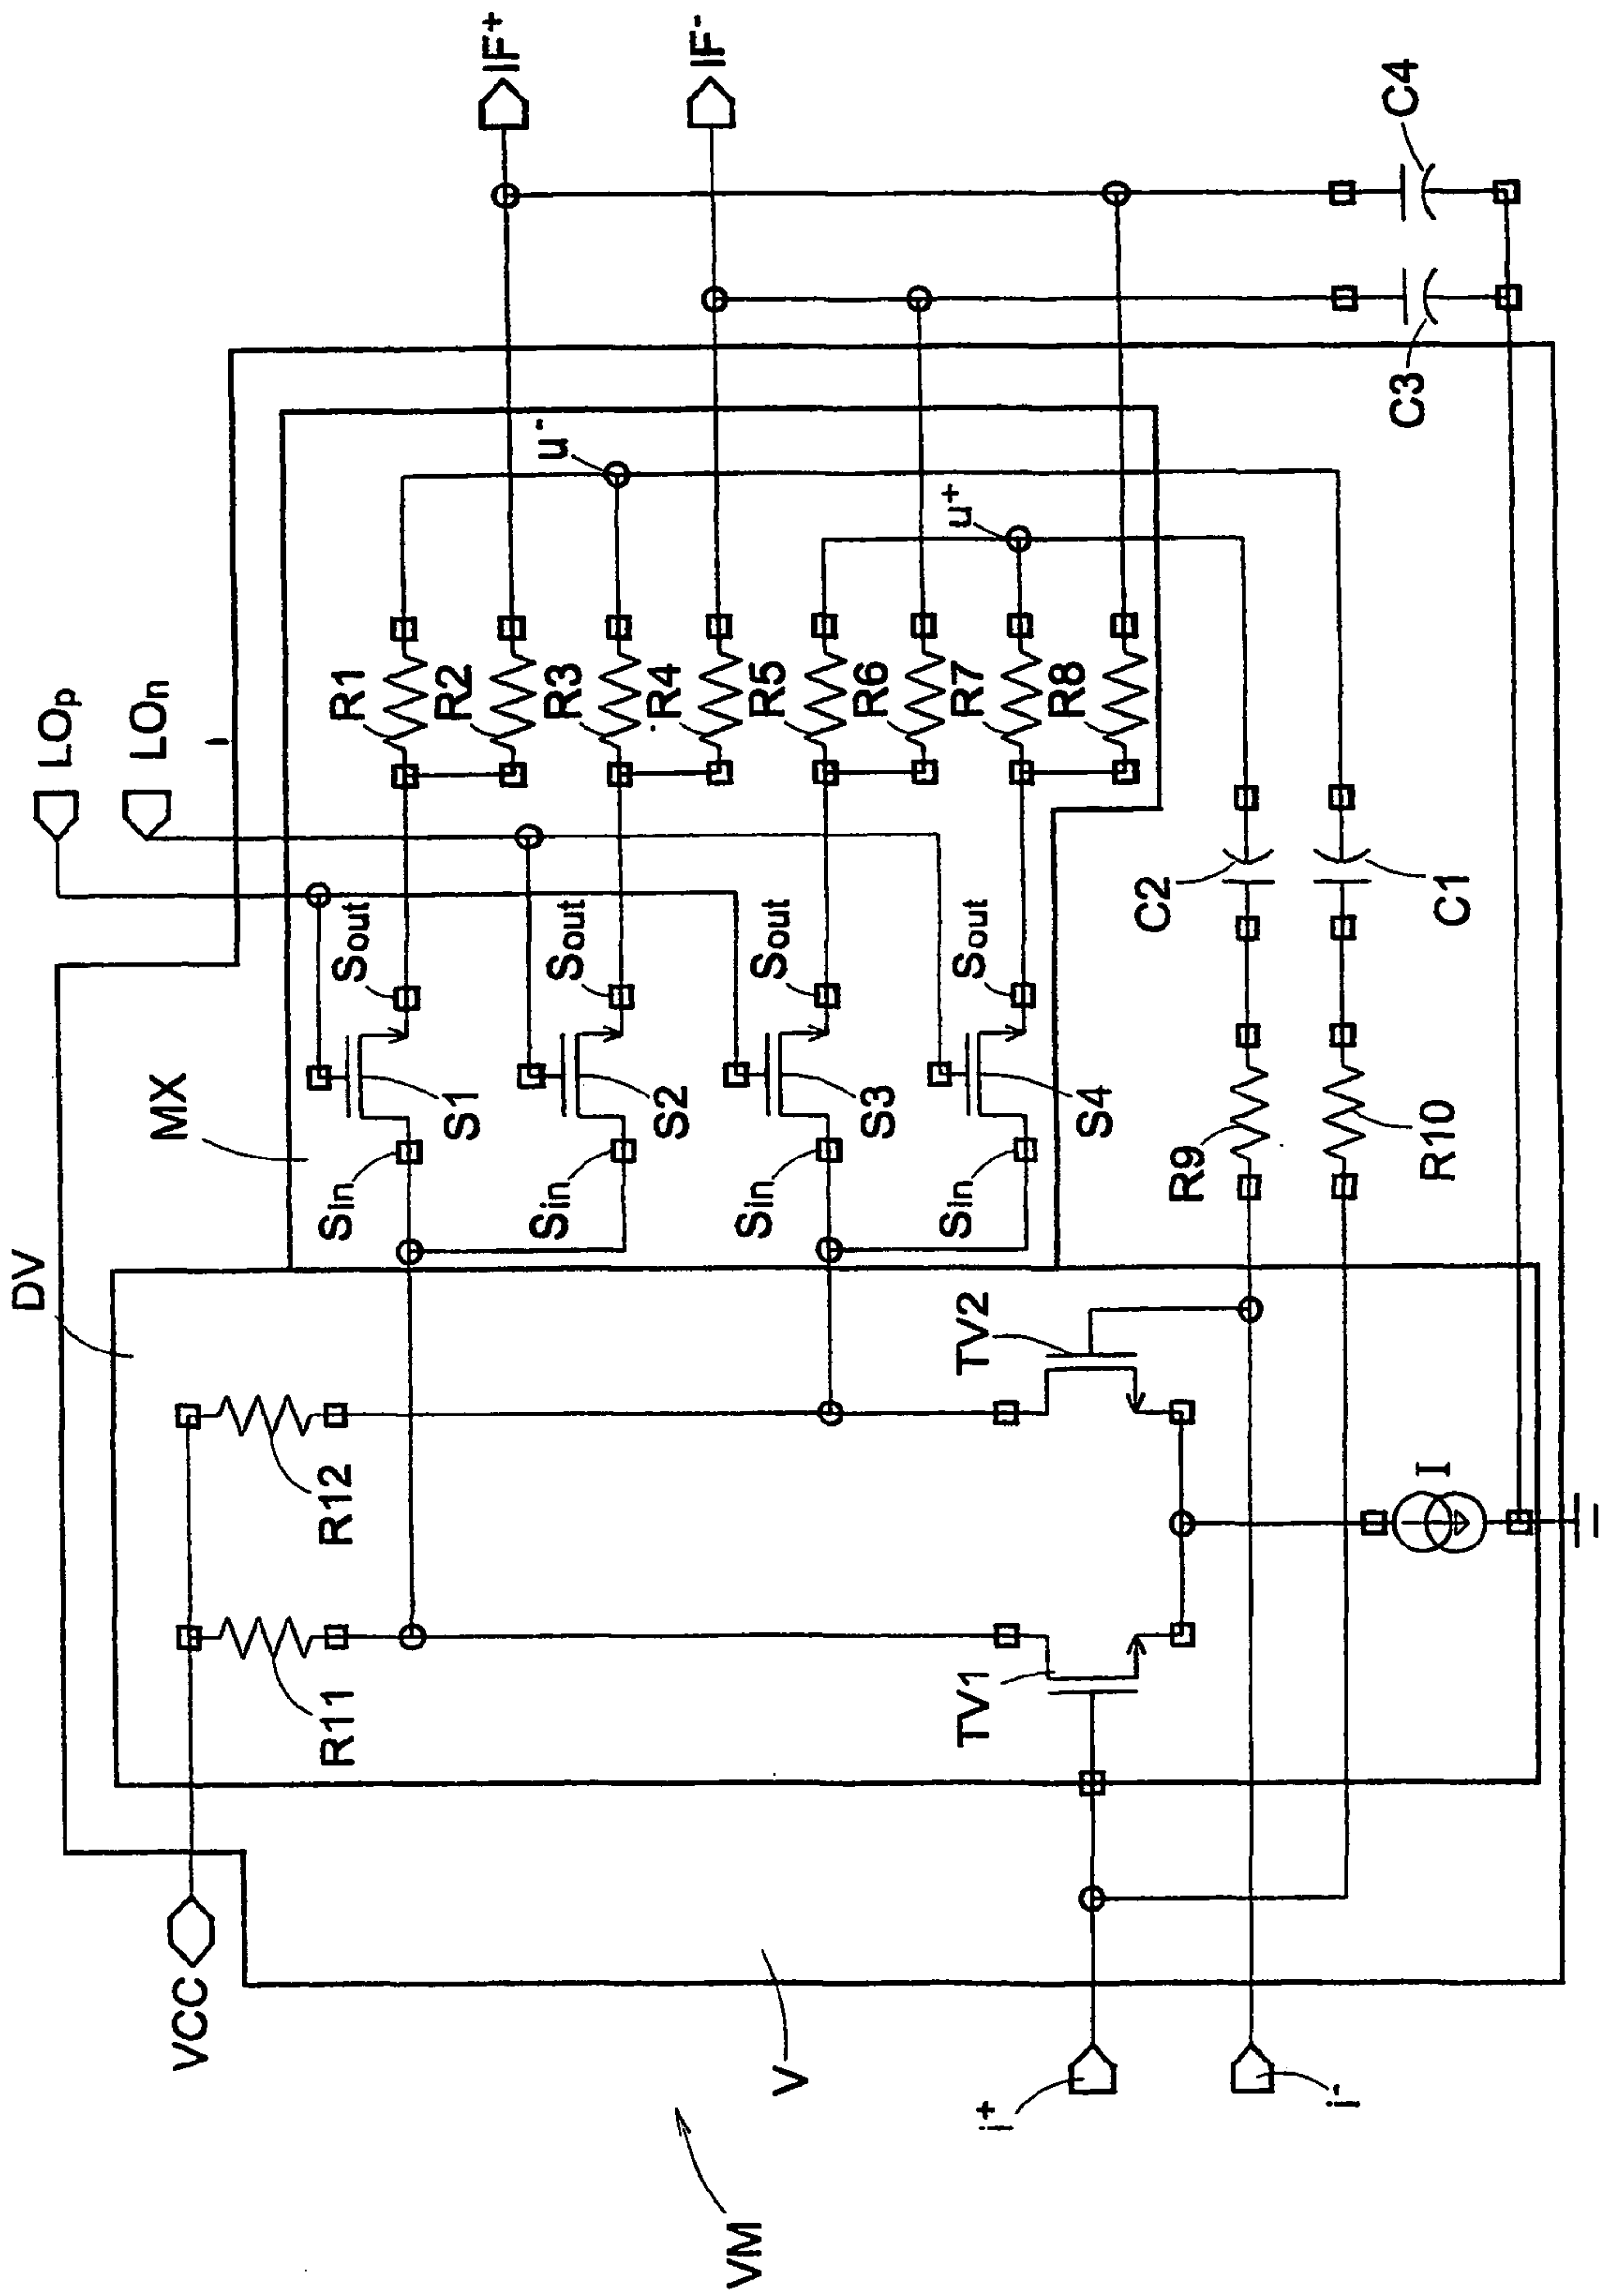 LOp
LOn
IF+
IF-
MX
DV
VCC
R11
R12
Sin
S1
Sout
Sin
S2
Sout
Sin
S3
Sout
Sin
S4
Sout
R1
R2
R3
R4
R5
R6
R7
R8
u-
u+
TV1
TV2
I
R9
R10
C2
C1
C3
C4
V
i+
i-
VM